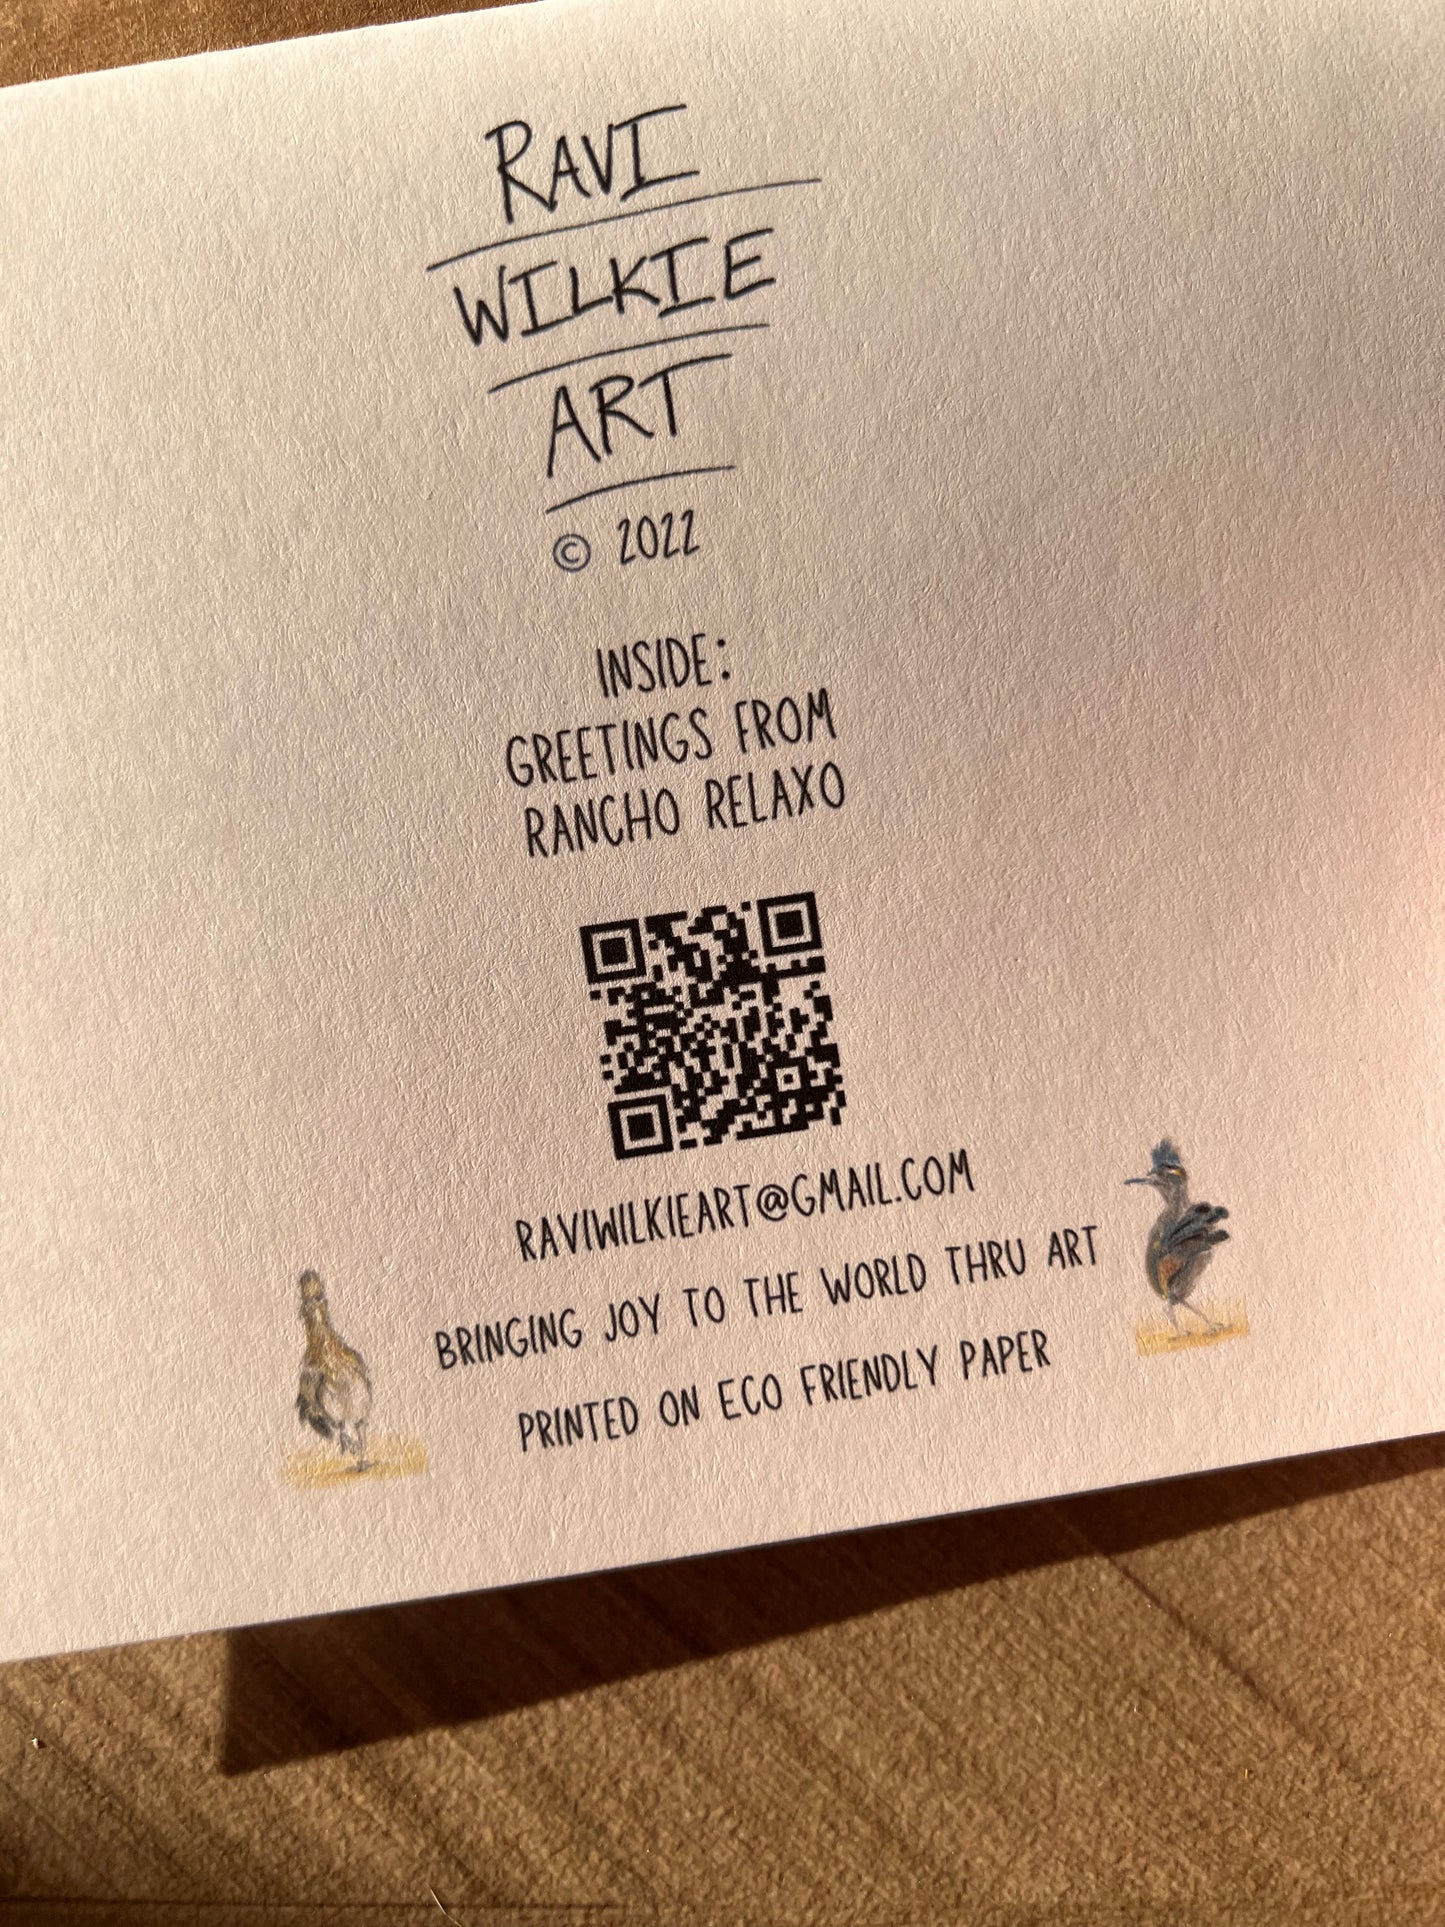 RAVI
WILKIE
ART
© 2022
INSIDE:
GREETINGS FROM
RANCHO RELAXO
RAVIWILKIEART@GMAIL.COM
BRINGING JOY TO THE WORLD THRU ART
PRINTED ON ECO FRIENDLY PAPER